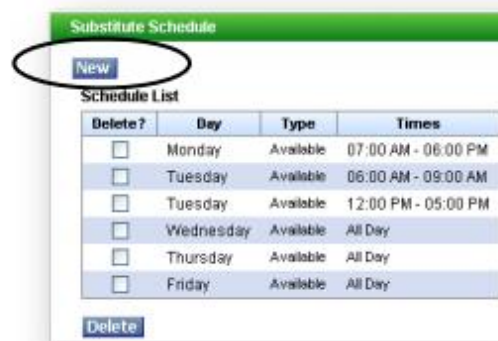 Substitute Schedule
New
Schedule List
Delete? Day Type Times
Monday Available 07:00 AM - 06:00 PM
Tuesday Available 06:00 AM - 09:00 AM
Tuesday Available 12:00 PM - 05:00 PM
Wednesday Available All Day
Thursday Available All Day
Friday Available All Day
Delete